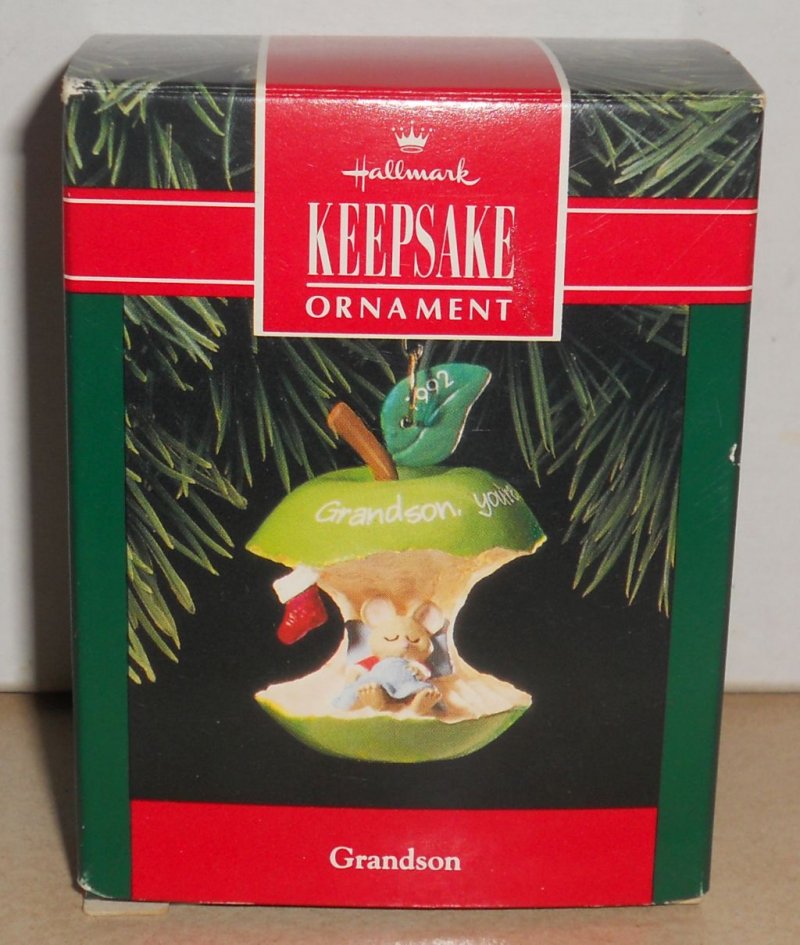 Hallmark
KEEPSAKE
ORNAMENT
1992
Grandson, you're
Grandson